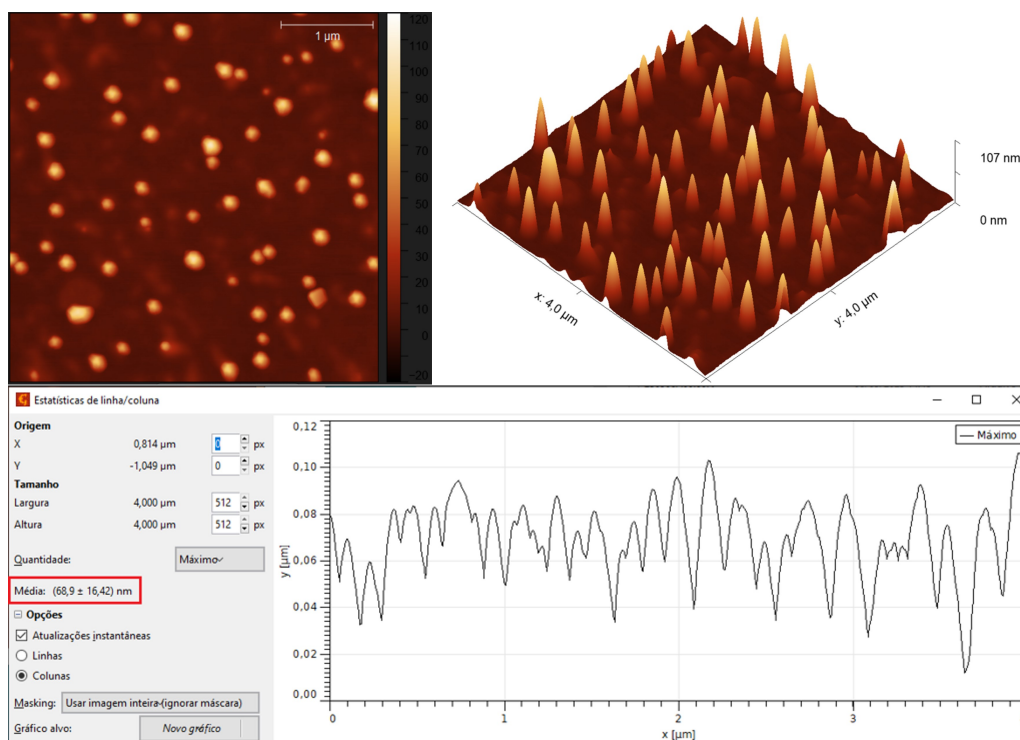 1 µm
120
100
90
80
70
60
50
40
30
20
10
0
-20
107 nm
0 nm
x: 4,0 µm
y: 4,0 µm
Estatísticas de linha/coluna
Origem
X 0,814 µm 0 px
Y -1,049 µm 0 px
Tamanho
Largura 4,000 µm 512 px
Altura 4,000 µm 512 px
Quantidade: Máximo
Média: (68,9 ± 16,42) nm
Opções
Atualizações instantâneas
Linhas
Colunas
Masking: Usar imagem inteira (ignorar máscara)
Gráfico alvo: Novo gráfico
Máximo
0,12
0,10
0,08
0,06
0,04
0,02
0,00
y [µm]
0 1 2 3
x [µm]